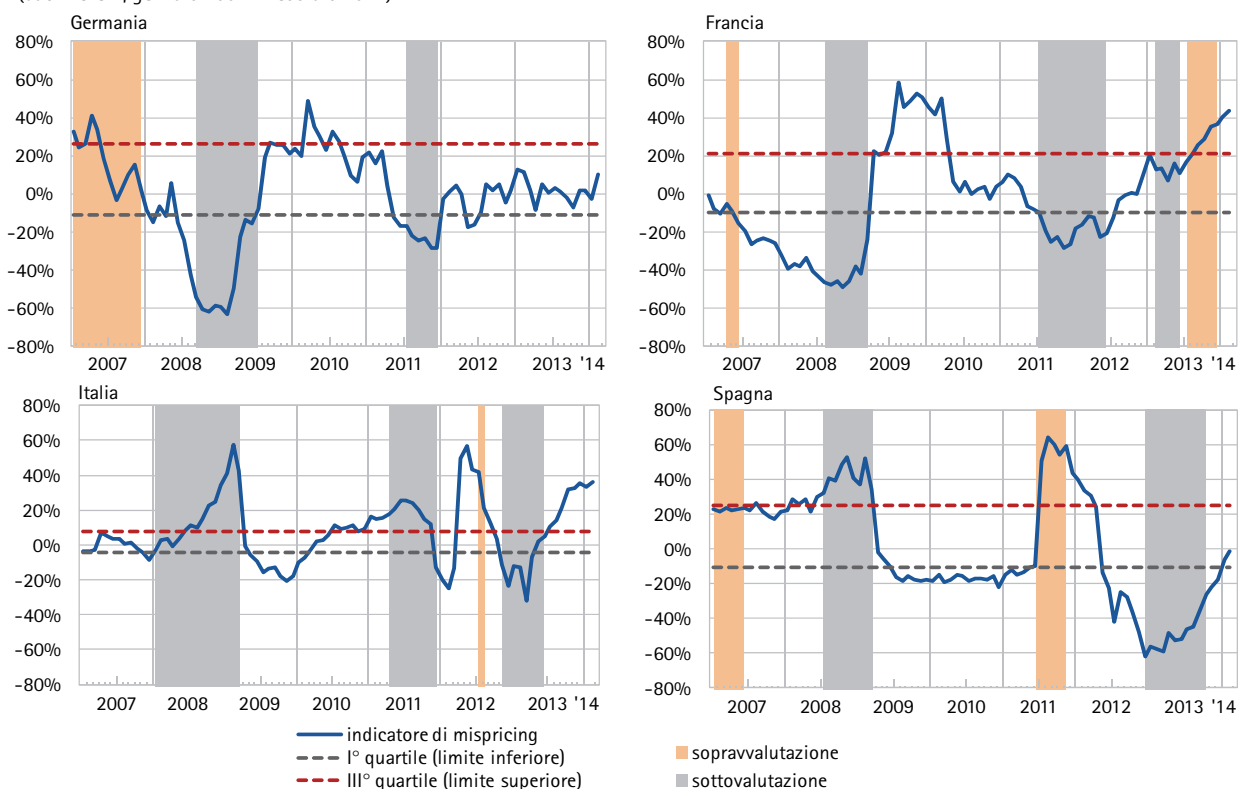 Germania
80%
60%
40%
20%
0%
-20%
-40%
-60%
-80%
2007 2008 2009 2010 2011 2012 2013 '14
Francia
80%
60%
40%
20%
0%
-20%
-40%
-60%
-80%
2007 2008 2009 2010 2011 2012 2013 '14
Italia
80%
60%
40%
20%
0%
-20%
-40%
-60%
-80%
2007 2008 2009 2010 2011 2012 2013 '14
Spagna
80%
60%
40%
20%
0%
-20%
-40%
-60%
-80%
2007 2008 2009 2010 2011 2012 2013 '14
indicatore di mispricing
I° quartile (limite inferiore)
III° quartile (limite superiore)
sopravvalutazione
sottovalutazione